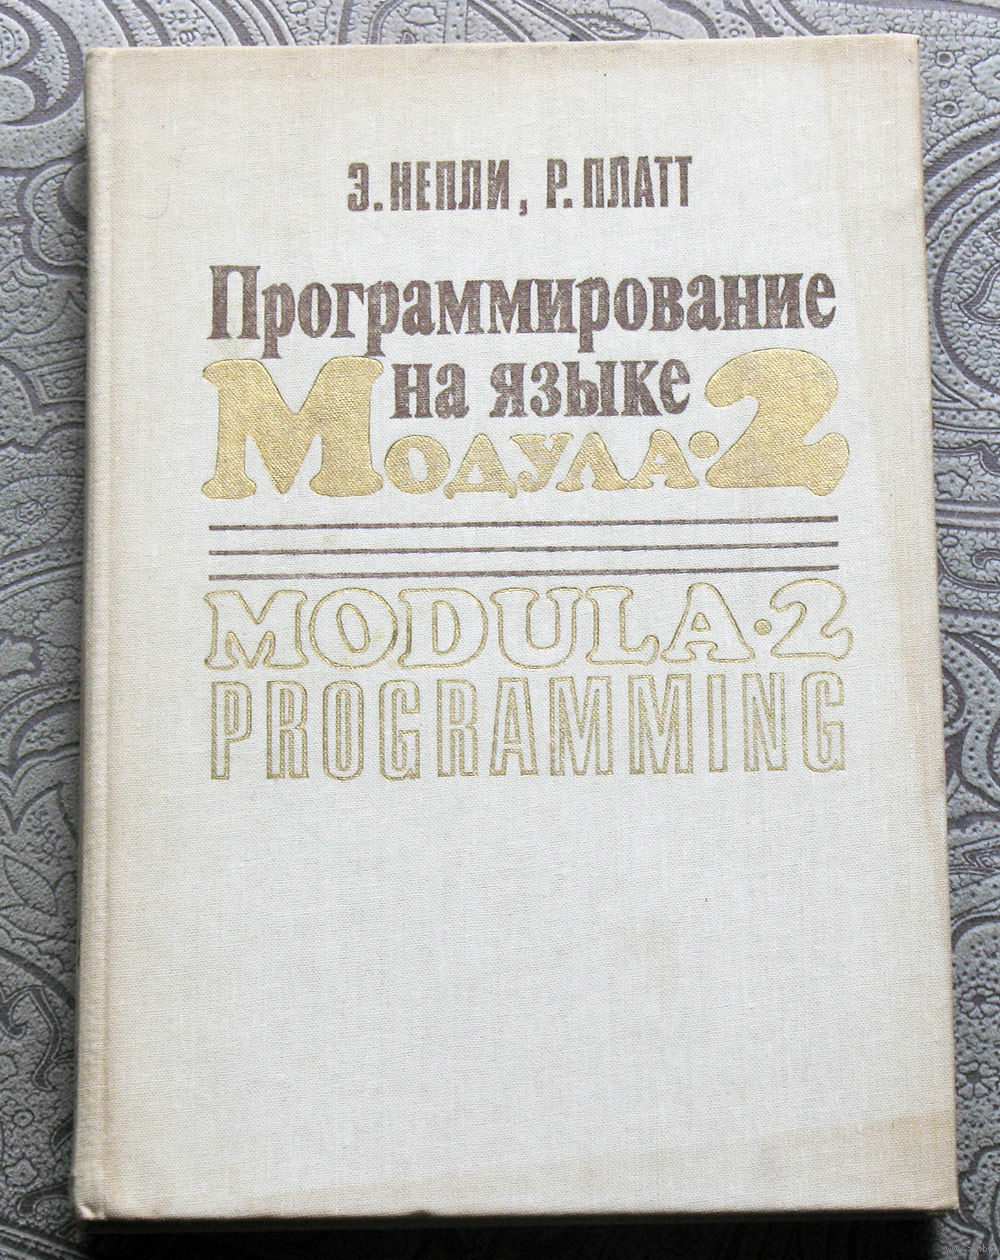 Э. НЕПЛИ, Р. ПЛАТТ
Программирование
на языке
Модула·2
MODULA·2
PROGRAMMING